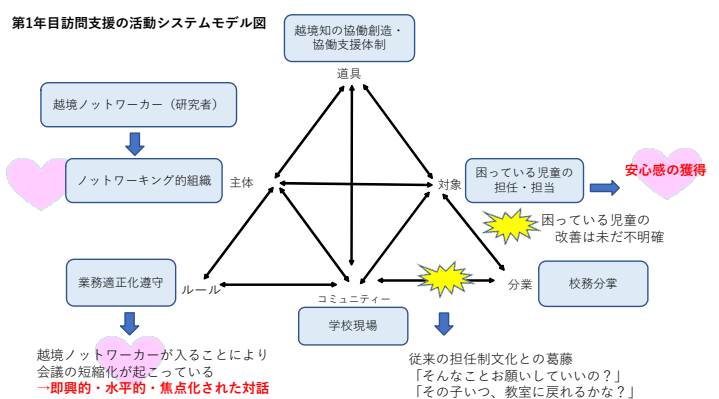 第1年目訪問支援の活動システムモデル図
越境知の協働創造・
協働支援体制
道具
越境ノットワーカー（研究者）
ノットワーキング的組織
主体
対象
困っている児童の
担任・担当
安心感の獲得
困っている児童の
改善は未だ不明確
業務適正化遵守
ルール
コミュニティー
分業
校務分掌
学校現場
越境ノットワーカーが入ることにより
会議の短縮化が起こっている
→即興的・水平的・焦点化された対話
従来の担任制文化との葛藤
「そんなことお願いしていいの？」
「その子いつ、教室に戻れるかな？」